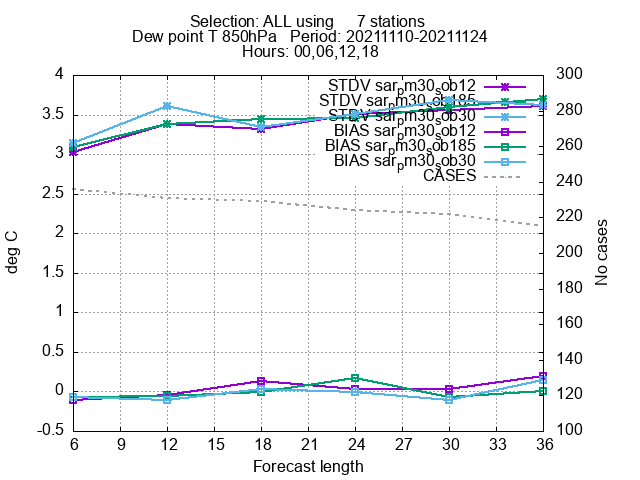 Selection: ALL using 7 stations
Dew point T 850hPa Period: 20211110-20211124
Hours: 00,06,12,18
STDV sar_pm30_sob12
STDV sar_pm30_sob185
STDV sar_pm30_sob30
BIAS sar_pm30_sob12
BIAS sar_pm30_sob185
BIAS sar_pm30_sob30
CASES
4
3.5
3
2.5
2
1.5
1
0.5
0
-0.5
deg C
300
280
260
240
220
200
180
160
140
120
100
No cases
6 9 12 15 18 21 24 27 30 33 36
Forecast length